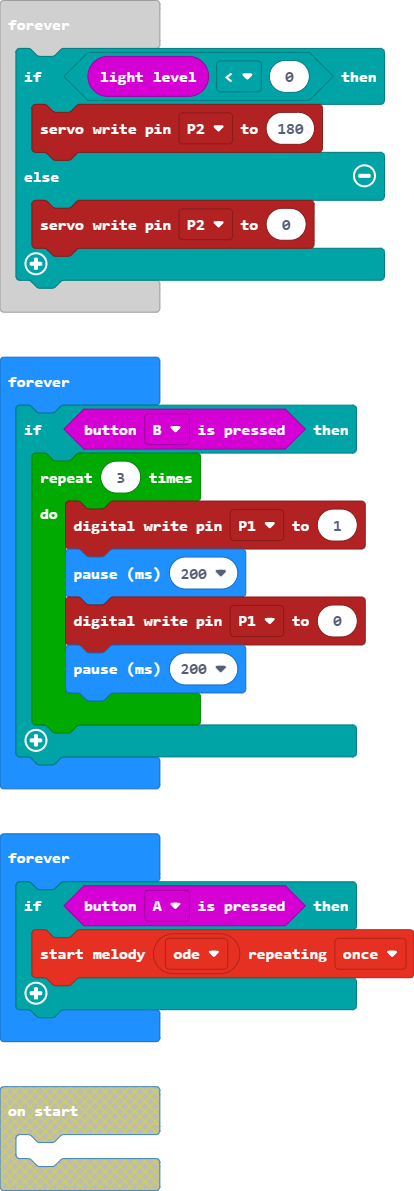 forever
if light level < 0 then
servo write pin P2 to 180
else
servo write pin P2 to 0
forever
if button B is pressed then
repeat 3 times
do
digital write pin P1 to 1
pause (ms) 200
digital write pin P1 to 0
pause (ms) 200
forever
if button A is pressed then
start melody ode repeating once
on start